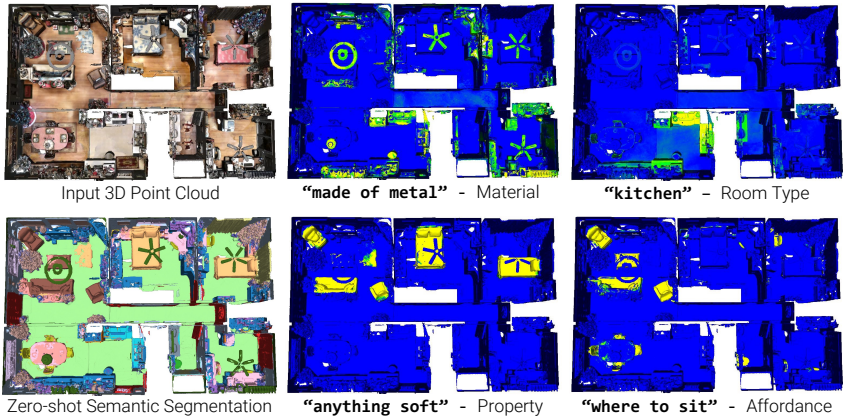 Input 3D Point Cloud
“made of metal” - Material
“kitchen” – Room Type
Zero-shot Semantic Segmentation
“anything soft” - Property
“where to sit” - Affordance